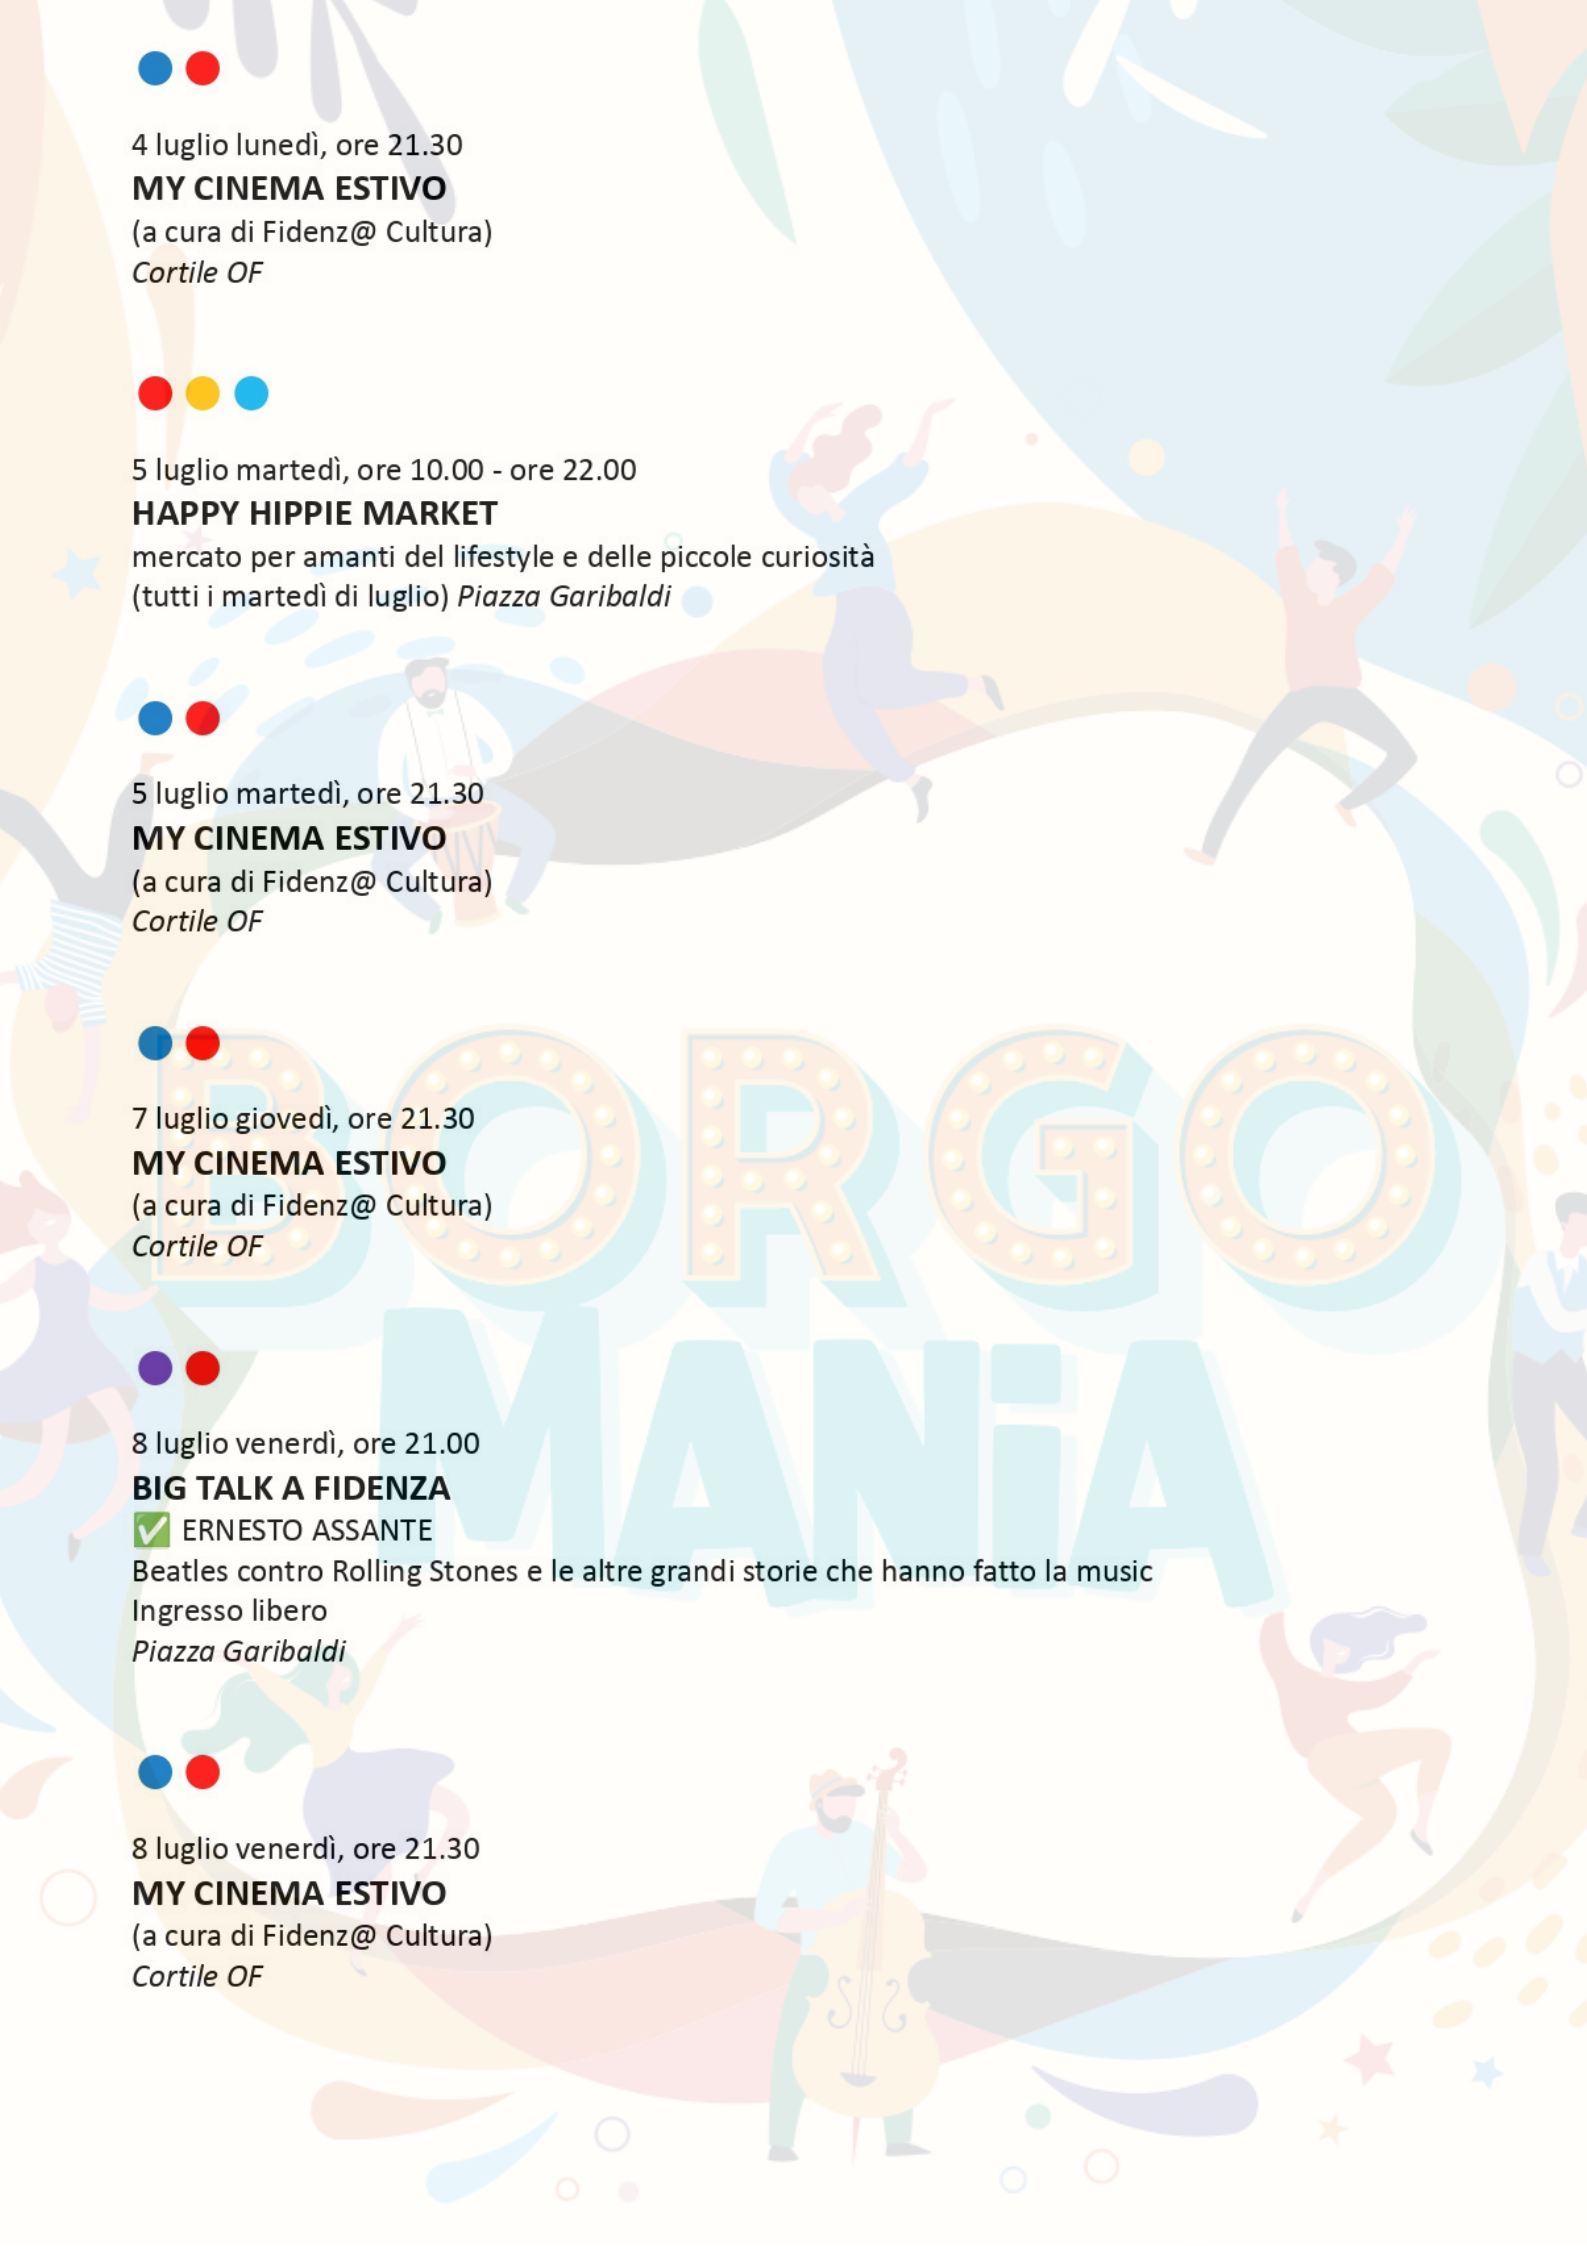 4 luglio lunedì, ore 21.30
MY CINEMA ESTIVO
(a cura di Fidenz@ Cultura)
Cortile OF
5 luglio martedì, ore 10.00 - ore 22.00
HAPPY HIPPIE MARKET
mercato per amanti del lifestyle e delle piccole curiosità
(tutti i martedì di luglio) Piazza Garibaldi
5 luglio martedì, ore 21.30
MY CINEMA ESTIVO
(a cura di Fidenz@ Cultura)
Cortile OF
7 luglio giovedì, ore 21.30
MY CINEMA ESTIVO
(a cura di Fidenz@ Cultura)
Cortile OF
BORGO
MANiA
8 luglio venerdì, ore 21.00
BIG TALK A FIDENZA
✅ ERNESTO ASSANTE
Beatles contro Rolling Stones e le altre grandi storie che hanno fatto la music
Ingresso libero
Piazza Garibaldi
8 luglio venerdì, ore 21.30
MY CINEMA ESTIVO
(a cura di Fidenz@ Cultura)
Cortile OF